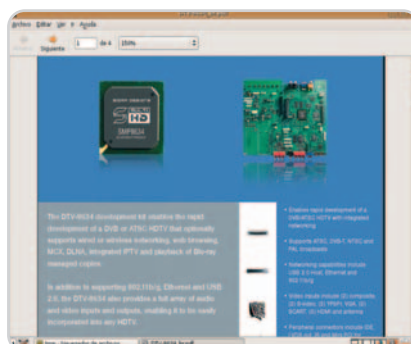 Archivo Editar Ver Ir Ayuda
Siguiente 1 de 4 150%
HD
SMP8634
The DTV-8634 development kit enables the rapid
development of a DVB or ATSC HDTV that optionally
supports wired or wireless networking, web browsing,
MCX, DLNA, integrated IPTV and playback of Blu-ray
managed copies.
In addition to supporting 802.11b/g, Ethernet and USB
2.0, the DTV-8634 also provides a full array of audio
and video inputs and outputs, enabling it to be easily
incorporated into any HDTV.
• Enables rapid development of a
DVB/ATSC HDTV with integrated
networking
• Supports ATSC, DVB-T, NTSC and
PAL broadcasts
• Networking capabilities include
USB 2.0 host, Ethernet and
802.11b/g
• Video inputs include (2) composite,
(2) S-video, (2) YPbPr, VGA, (2)
SCART, (2) HDMI and antenna
• Peripheral connectors include IDE,